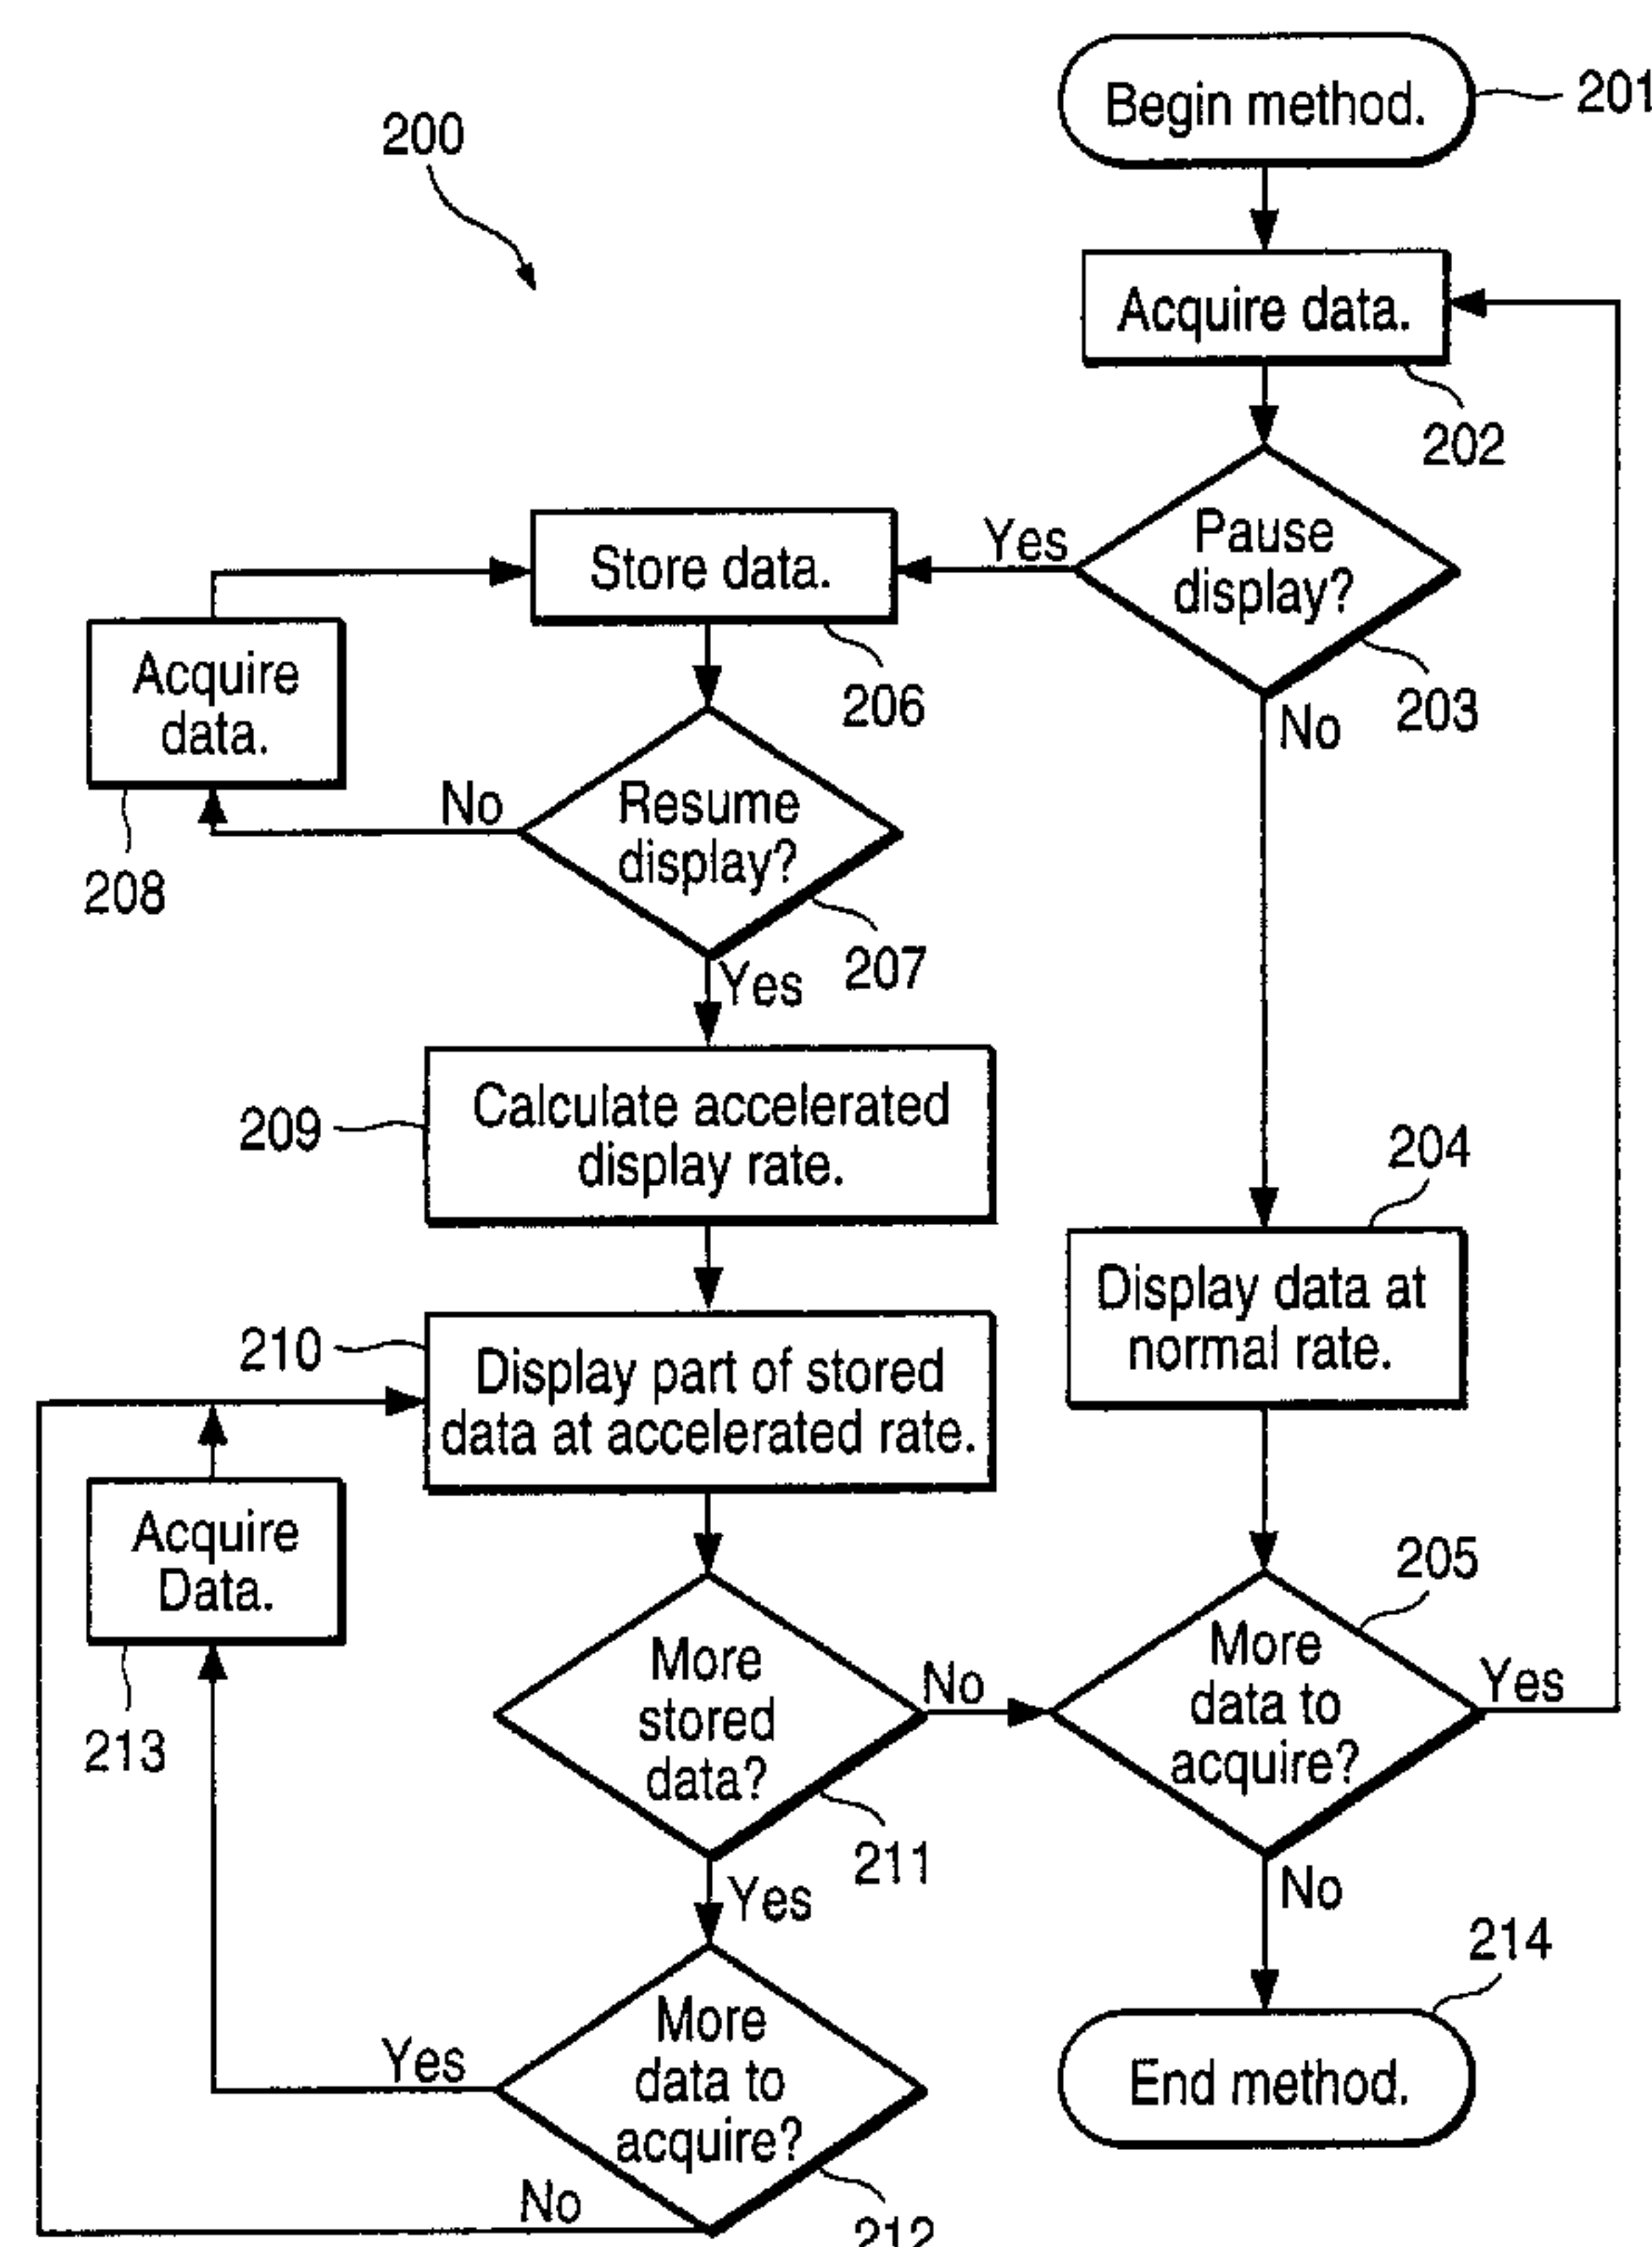 200
Begin method.
201
Acquire data.
202
Pause
display?
203
Yes
No
Store data.
206
Acquire
data.
208
Resume
display?
207
No
Yes
209
Calculate accelerated
display rate.
204
Display data at
normal rate.
210
Display part of stored
data at accelerated rate.
Acquire
Data.
213
More
stored
data?
211
No
Yes
205
More
data to
acquire?
Yes
No
More
data to
acquire?
212
Yes
No
214
End method.